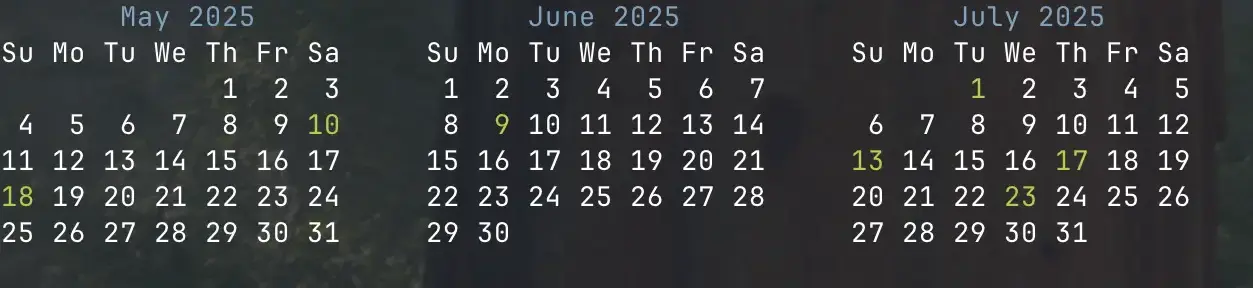 May 2025 June 2025 July 2025
Su Mo Tu We Th Fr Sa Su Mo Tu We Th Fr Sa Su Mo Tu We Th Fr Sa
1 2 3 1 2 3 4 5 6 7 1 2 3 4 5
4 5 6 7 8 9 10 8 9 10 11 12 13 14 6 7 8 9 10 11 12
11 12 13 14 15 16 17 15 16 17 18 19 20 21 13 14 15 16 17 18 19
18 19 20 21 22 23 24 22 23 24 25 26 27 28 20 21 22 23 24 25 26
25 26 27 28 29 30 31 29 30 27 28 29 30 31